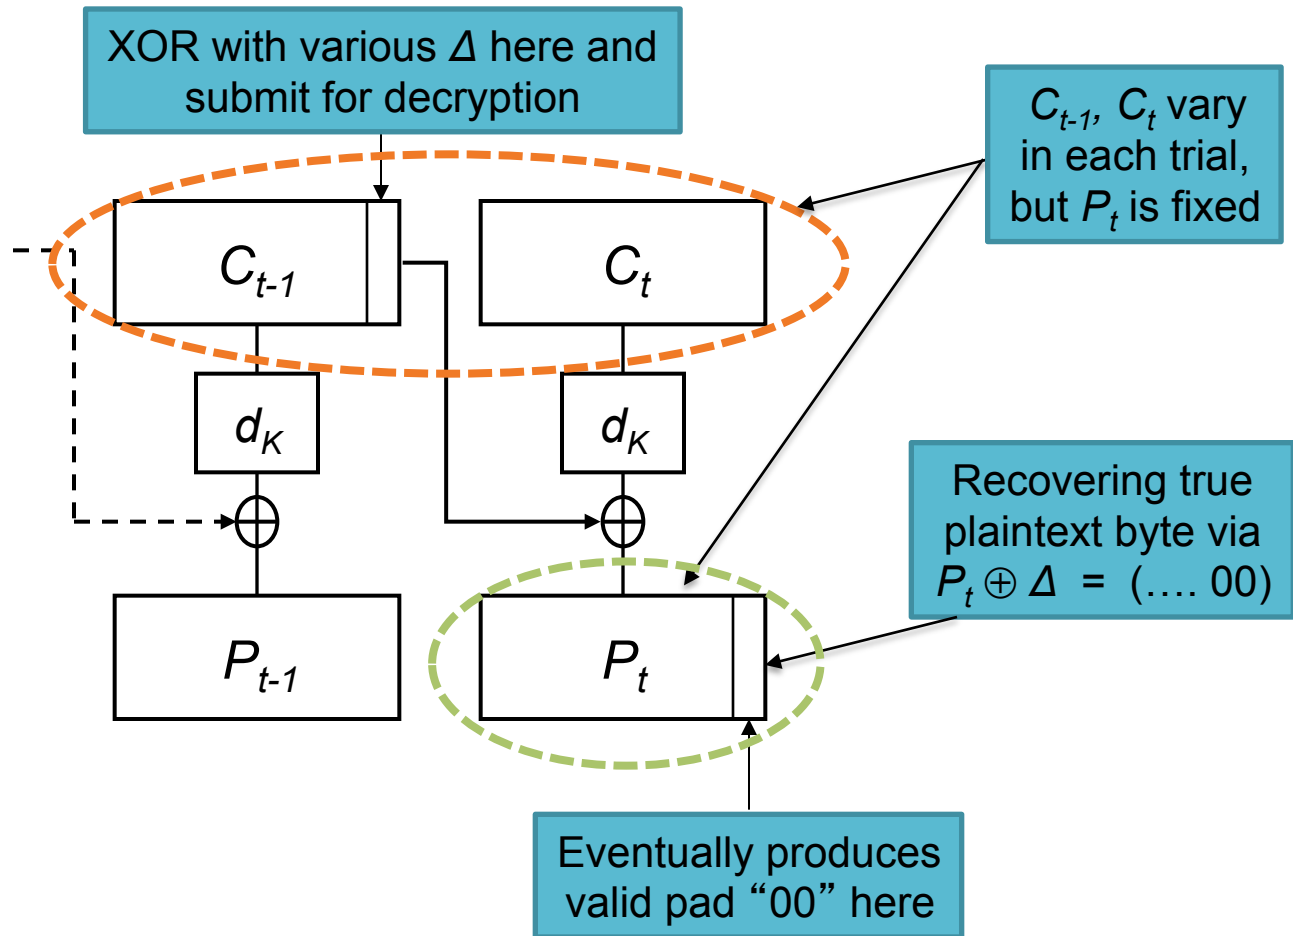 XOR with various Δ here and
submit for decryption
Cₜ₋₁, Cₜ vary
in each trial,
but Pₜ is fixed
Cₜ₋₁
Cₜ
d_K
d_K
Recovering true
plaintext byte via
Pₜ ⊕ Δ = (.... 00)
Pₜ₋₁
Pₜ
Eventually produces
valid pad “00” here